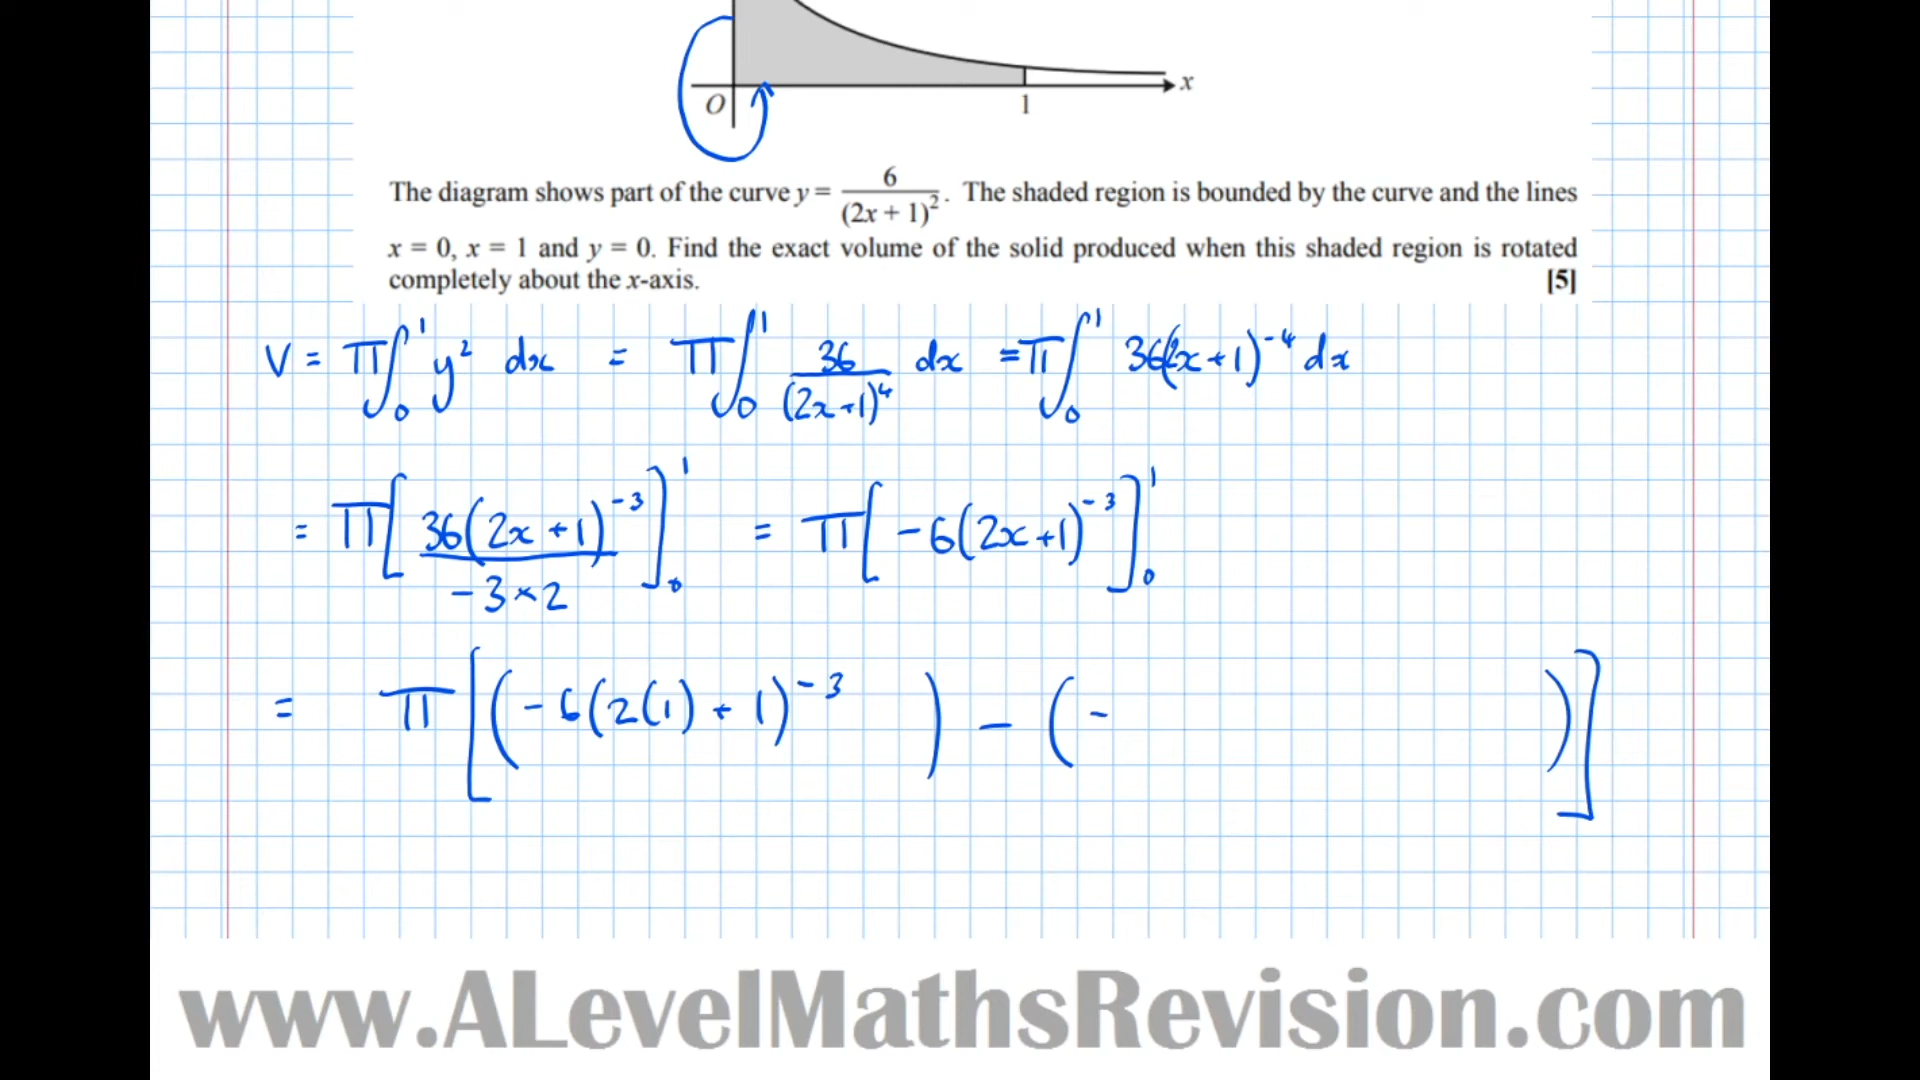 x
O 1
The diagram shows part of the curve y = 6/(2x + 1)². The shaded region is bounded by the curve and the lines
x = 0, x = 1 and y = 0. Find the exact volume of the solid produced when this shaded region is rotated
completely about the x-axis. [5]
V = π∫₀¹ y² dx = π∫₀¹ 36/(2x+1)⁴ dx = π∫₀¹ 36(2x+1)⁻⁴ dx
= π[36(2x+1)⁻³/(-3×2)]₀¹ = π[-6(2x+1)⁻³]₀¹
= π[(-6(2(1)+1)⁻³ ) - (- )]
www.ALevelMathsRevision.com